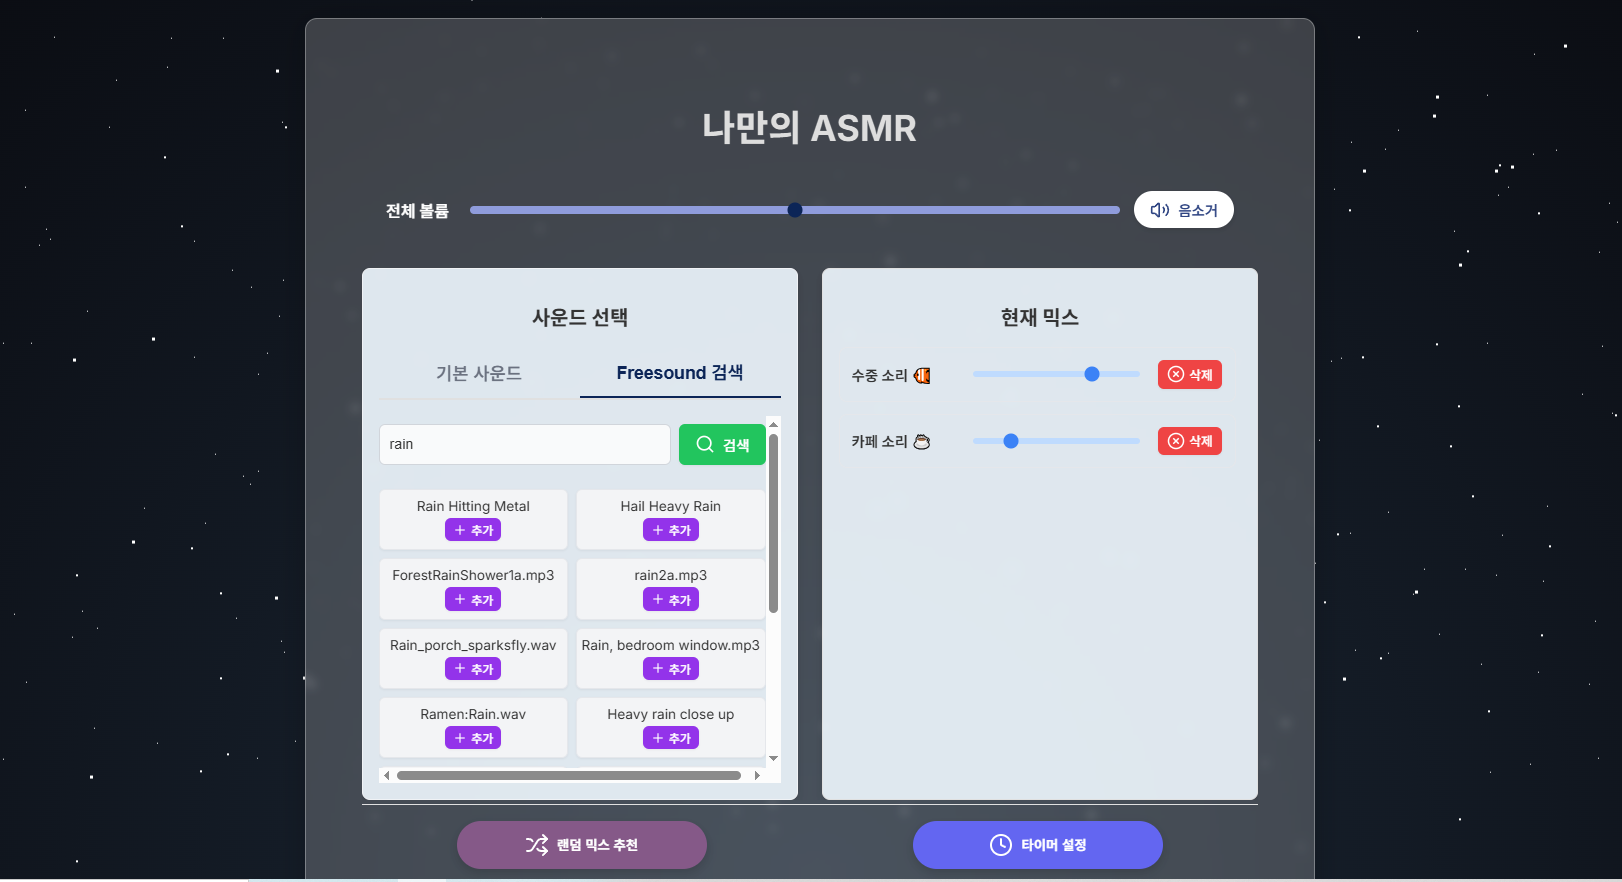 나만의 ASMR
전체 볼륨
음소거
사운드 선택
기본 사운드
Freesound 검색
rain
검색
Rain Hitting Metal
+ 추가
Hail Heavy Rain
+ 추가
ForestRainShower1a.mp3
+ 추가
rain2a.mp3
+ 추가
Rain_porch_sparksfly.wav
+ 추가
Rain, bedroom window.mp3
+ 추가
Ramen:Rain.wav
+ 추가
Heavy rain close up
+ 추가
현재 믹스
수중 소리 🐠
삭제
카페 소리 ☕
삭제
랜덤 믹스 추천
타이머 설정